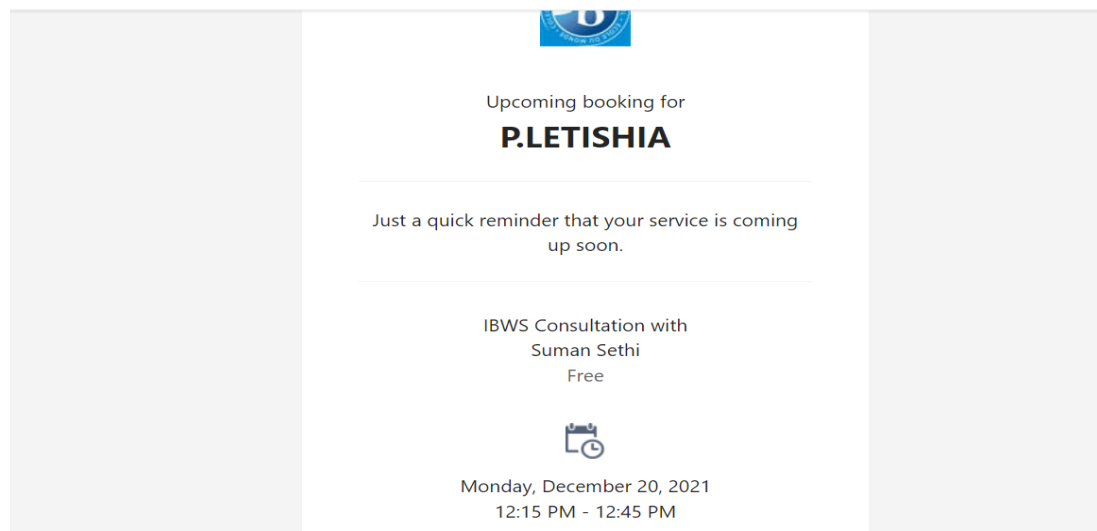 Upcoming booking for
P.LETISHIA
Just a quick reminder that your service is coming
up soon.
IBWS Consultation with
Suman Sethi
Free
Monday, December 20, 2021
12:15 PM - 12:45 PM